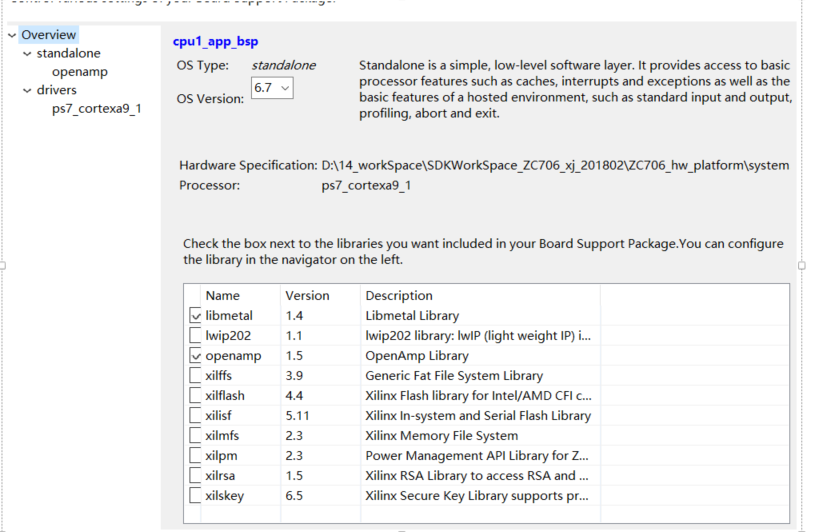 Control various settings of your Board Support Package.
Overview
standalone
openamp
drivers
ps7_cortexa9_1
cpu1_app_bsp
OS Type: standalone
OS Version: 6.7
Standalone is a simple, low-level software layer. It provides access to basic
processor features such as caches, interrupts and exceptions as well as the
basic features of a hosted environment, such as standard input and output,
profiling, abort and exit.
Hardware Specification: D:\14_workSpace\SDKWorkSpace_ZC706_xj_201802\ZC706_hw_platform\system
Processor: ps7_cortexa9_1
Check the box next to the libraries you want included in your Board Support Package.You can configure
the library in the navigator on the left.
Name Version Description
libmetal 1.4 Libmetal Library
lwip202 1.1 lwip202 library: lwIP (light weight IP) i...
openamp 1.5 OpenAmp Library
xilffs 3.9 Generic Fat File System Library
xilflash 4.4 Xilinx Flash library for Intel/AMD CFI c...
xilisf 5.11 Xilinx In-system and Serial Flash Library
xilmfs 2.3 Xilinx Memory File System
xilpm 2.3 Power Management API Library for Z...
xilrsa 1.5 Xilinx RSA Library to access RSA and ...
xilskey 6.5 Xilinx Secure Key Library supports pr...